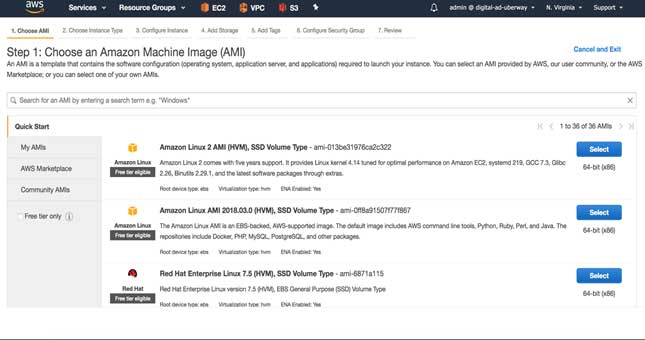 aws Services Resource Groups EC2 VPC S3 admin @ digital-ad-uberway N. Virginia Support
1. Choose AMI 2. Choose Instance Type 3. Configure Instance 4. Add Storage 5. Add Tags 6. Configure Security Group 7. Review
Step 1: Choose an Amazon Machine Image (AMI)
Cancel and Exit
An AMI is a template that contains the software configuration (operating system, application server, and applications) required to launch your instance. You can select an AMI provided by AWS, our user community, or the AWS
Marketplace; or you can select one of your own AMIs.
Search for an AMI by entering a search term e.g. "Windows"
Quick Start
1 to 36 of 36 AMIs
My AMIs
AWS Marketplace
Community AMIs
Free tier only
Amazon Linux
Free tier eligible
Amazon Linux 2 AMI (HVM), SSD Volume Type - ami-013be31976ca2c322
Amazon Linux 2 comes with five years support. It provides Linux kernel 4.14 tuned for optimal performance on Amazon EC2, systemd 219, GCC 7.3, Glibc
2.26, Binutils 2.29.1, and the latest software packages through extras.
Root device type: ebs Virtualization type: hvm ENA Enabled: Yes
Select
64-bit (x86)
Amazon Linux
Free tier eligible
Amazon Linux AMI 2018.03.0 (HVM), SSD Volume Type - ami-0ff8a91507f77f867
The Amazon Linux AMI is an EBS-backed, AWS-supported image. The default image includes AWS command line tools, Python, Ruby, Perl, and Java. The
repositories include Docker, PHP, MySQL, PostgreSQL, and other packages.
Root device type: ebs Virtualization type: hvm ENA Enabled: Yes
Select
64-bit (x86)
Red Hat
Free tier eligible
Red Hat Enterprise Linux 7.5 (HVM), SSD Volume Type - ami-6871a115
Red Hat Enterprise Linux version 7.5 (HVM), EBS General Purpose (SSD) Volume Type
Root device type: ebs Virtualization type: hvm ENA Enabled: Yes
Select
64-bit (x86)